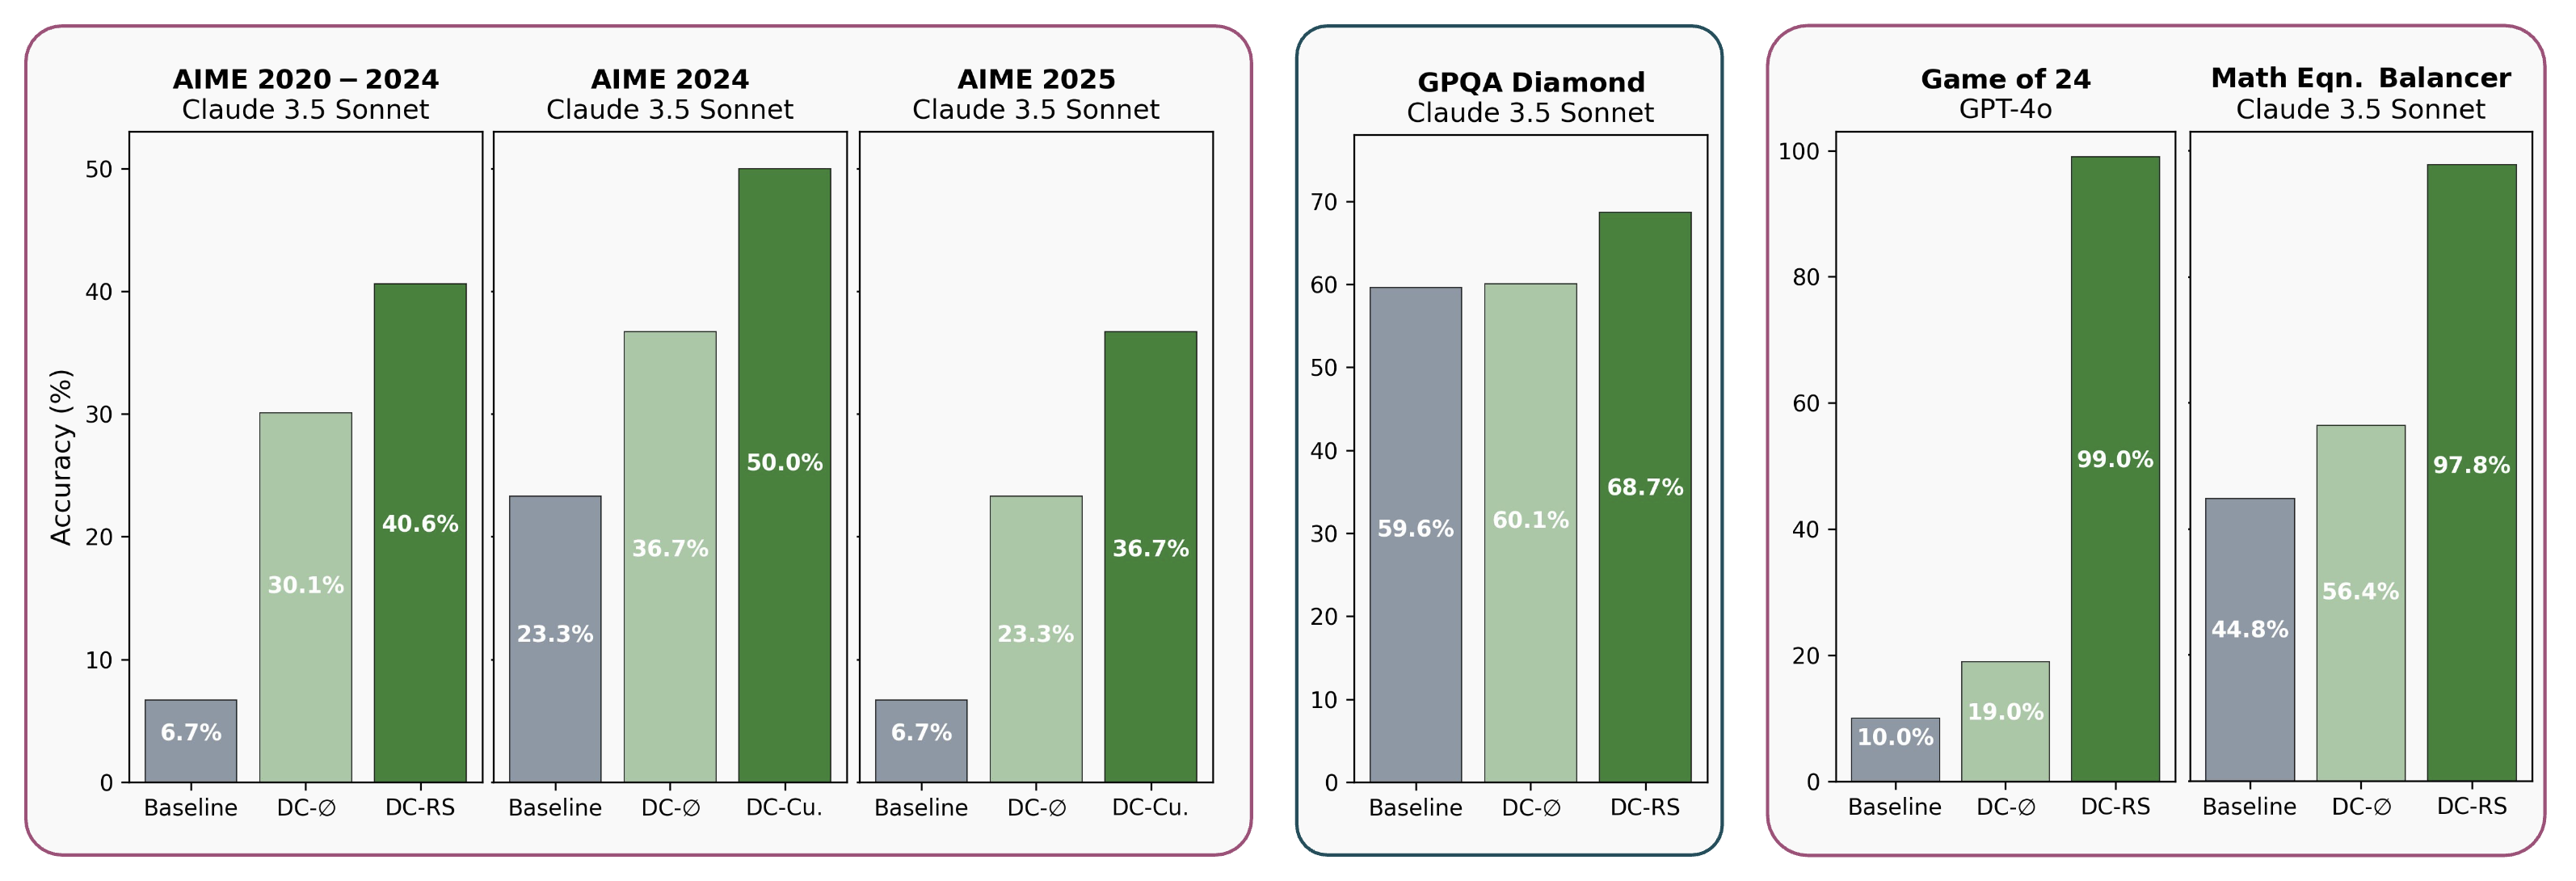 AIME 2020 – 2024
Claude 3.5 Sonnet
Accuracy (%)
50
40
30
20
10
0
6.7%
30.1%
40.6%
Baseline
DC-∅
DC-RS
AIME 2024
Claude 3.5 Sonnet
23.3%
36.7%
50.0%
Baseline
DC-∅
DC-Cu.
AIME 2025
Claude 3.5 Sonnet
6.7%
23.3%
36.7%
Baseline
DC-∅
DC-Cu.
GPQA Diamond
Claude 3.5 Sonnet
70
60
50
40
30
20
10
0
59.6%
60.1%
68.7%
Baseline
DC-∅
DC-RS
Game of 24
GPT-4o
100
80
60
40
20
0
10.0%
19.0%
99.0%
Baseline
DC-∅
DC-RS
Math Eqn. Balancer
Claude 3.5 Sonnet
44.8%
56.4%
97.8%
Baseline
DC-∅
DC-RS